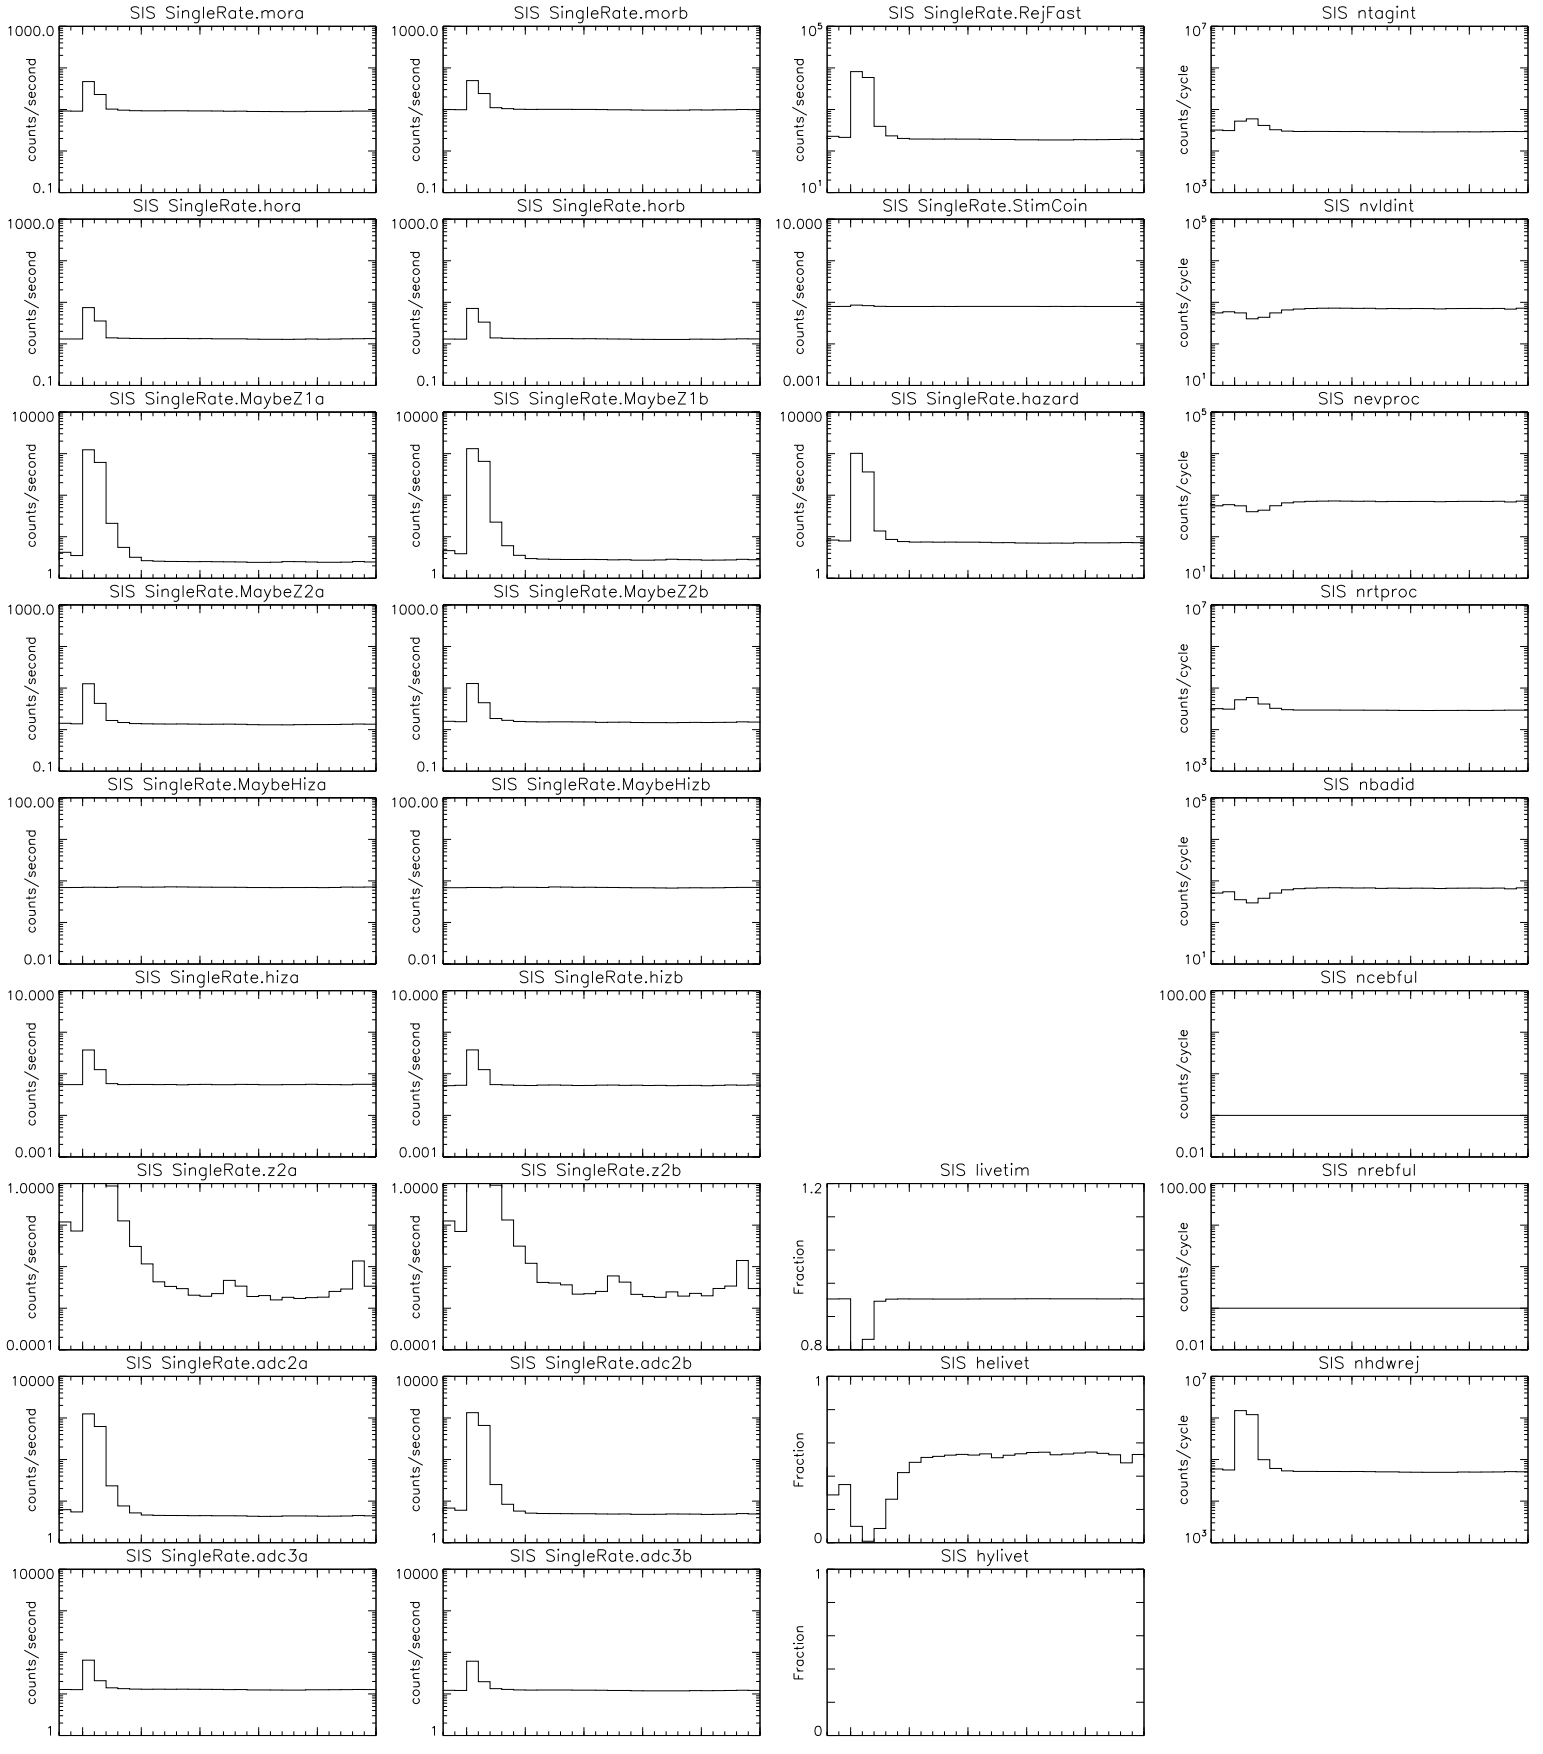 SIS SingleRate.mora
1000.0
counts/second
0.1
SIS SingleRate.morb
1000.0
counts/second
0.1
SIS SingleRate.RejFast
10^5
counts/second
10^1
SIS ntagint
10^7
counts/cycle
10^3
SIS SingleRate.hora
1000.0
counts/second
0.1
SIS SingleRate.horb
1000.0
counts/second
0.1
SIS SingleRate.StimCoin
10.000
counts/second
0.001
SIS nvldint
10^5
counts/cycle
10^1
SIS SingleRate.MaybeZ1a
10000
counts/second
1
SIS SingleRate.MaybeZ1b
10000
counts/second
1
SIS SingleRate.hazard
10000
counts/second
1
SIS nevproc
10^5
counts/cycle
10^1
SIS SingleRate.MaybeZ2a
1000.0
counts/second
0.1
SIS SingleRate.MaybeZ2b
1000.0
counts/second
0.1
SIS nrtproc
10^7
counts/cycle
10^3
SIS SingleRate.MaybeHiza
100.00
counts/second
0.01
SIS SingleRate.MaybeHizb
100.00
counts/second
0.01
SIS nbadid
10^5
counts/cycle
10^1
SIS SingleRate.hiza
10.000
counts/second
0.001
SIS SingleRate.hizb
10.000
counts/second
0.001
SIS ncebful
100.00
counts/cycle
0.01
SIS SingleRate.z2a
1.0000
counts/second
0.0001
SIS SingleRate.z2b
1.0000
counts/second
0.0001
SIS livetim
1.2
Fraction
0.8
SIS nrebful
100.00
counts/cycle
0.01
SIS SingleRate.adc2a
10000
counts/second
1
SIS SingleRate.adc2b
10000
counts/second
1
SIS helivet
1
Fraction
0
SIS nhdwrej
10^7
counts/cycle
10^3
SIS SingleRate.adc3a
10000
counts/second
1
SIS SingleRate.adc3b
10000
counts/second
1
SIS hylivet
1
Fraction
0